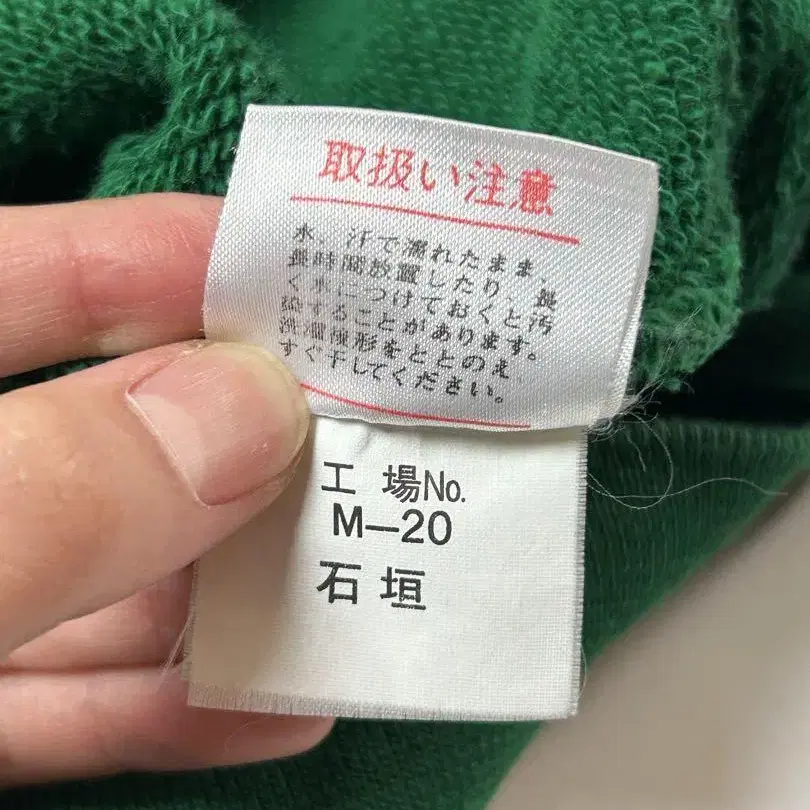 取扱い注意
水、汗で濡れたまま、
長時間放置したり、長
く水につけておくと汚
染することがあります。
洗濯後形をととのえ、
すぐ干してください。
工場No.
M—20
石垣